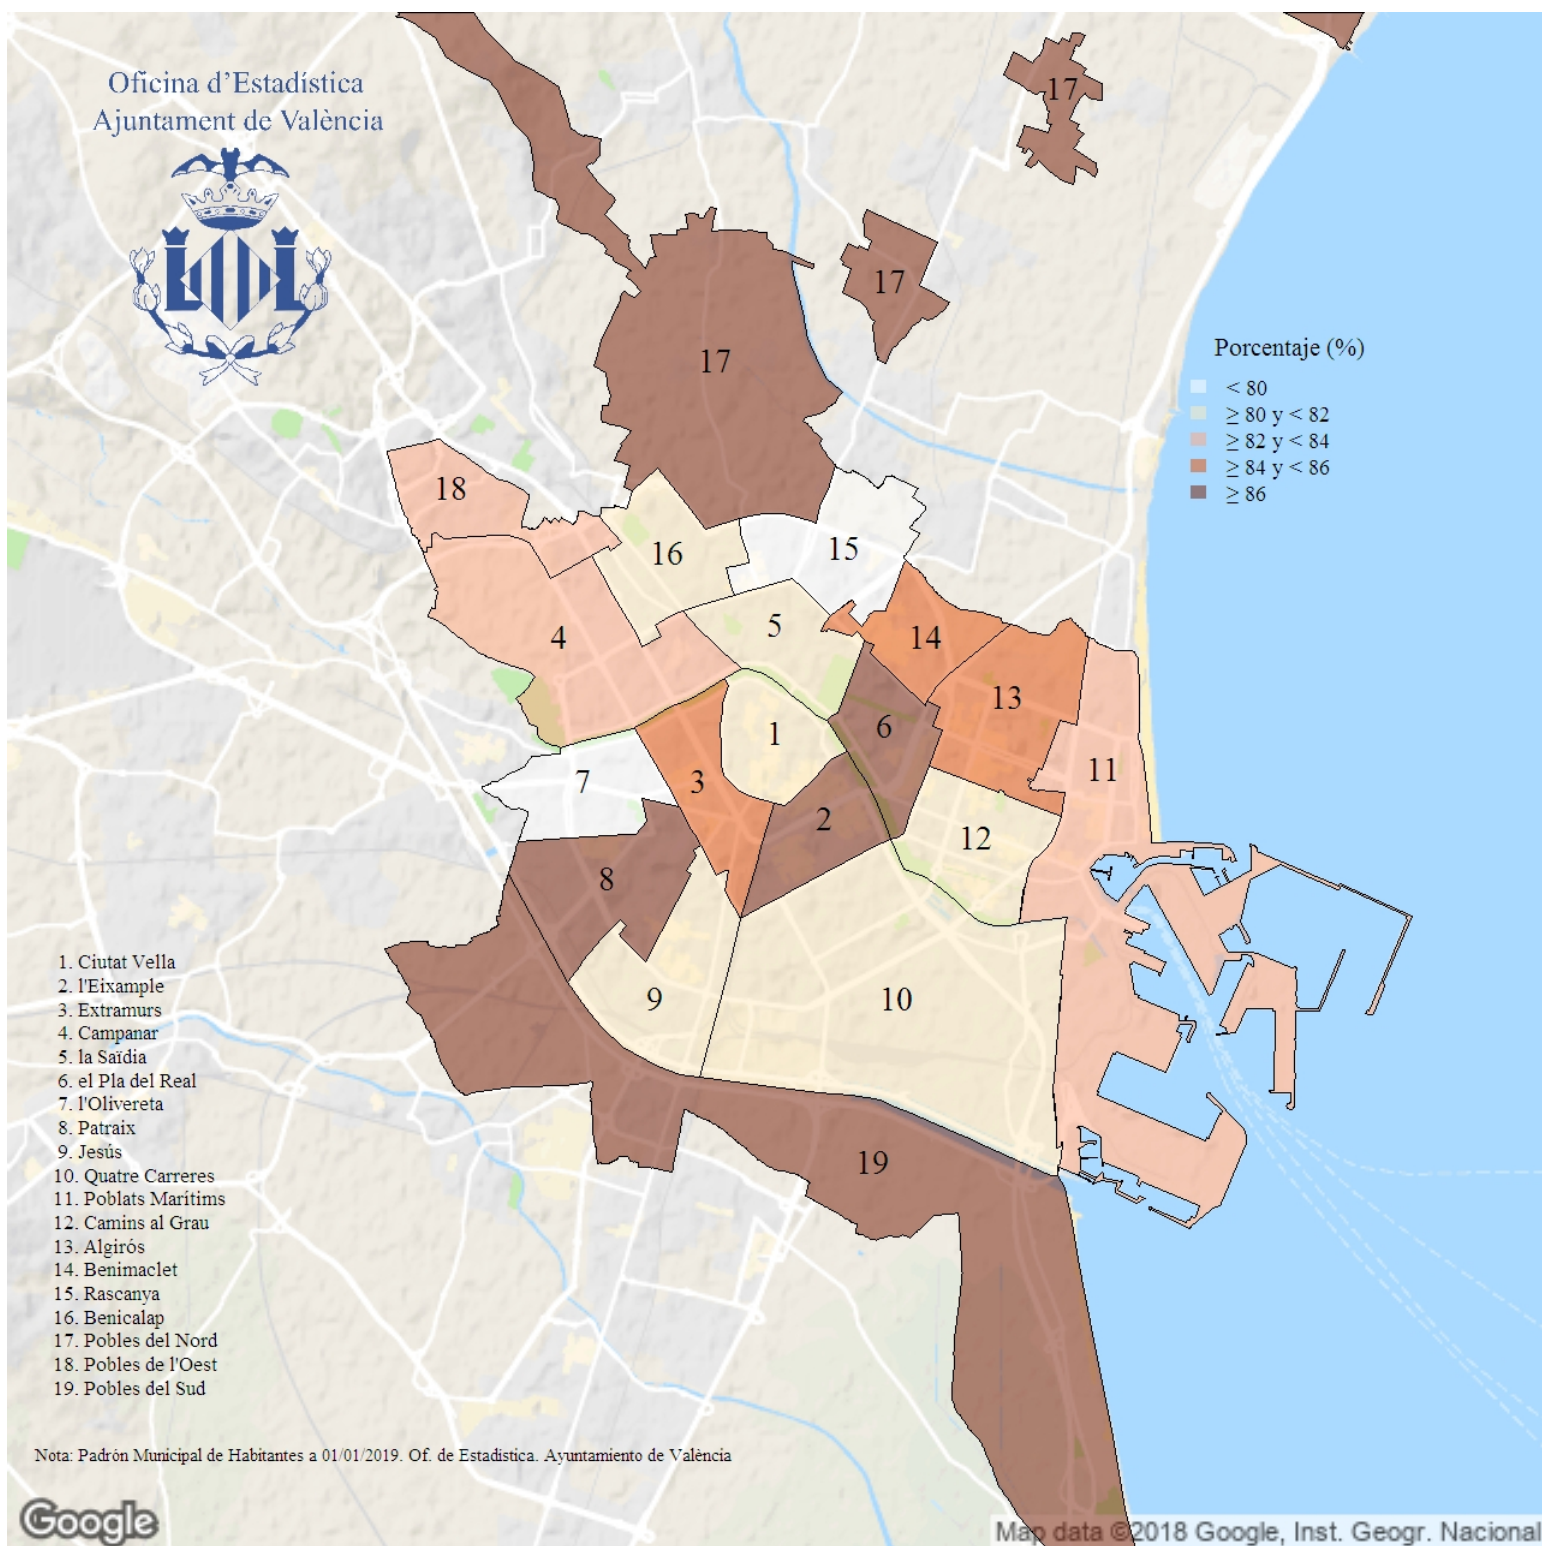 Oficina d'Estadística
Ajuntament de València
17
17
17
18
16
15
4
5
14
13
6
1
11
7
3
2
12
8
9
10
19
Porcentaje (%)
< 80
≥ 80 y < 82
≥ 82 y < 84
≥ 84 y < 86
≥ 86
1. Ciutat Vella
2. l'Eixample
3. Extramurs
4. Campanar
5. la Saïdia
6. el Pla del Real
7. l'Olivereta
8. Patraix
9. Jesús
10. Quatre Carreres
11. Poblats Marítims
12. Camins al Grau
13. Algirós
14. Benimaclet
15. Rascanya
16. Benicalap
17. Pobles del Nord
18. Pobles de l'Oest
19. Pobles del Sud
Nota: Padrón Municipal de Habitantes a 01/01/2019. Of. de Estadística. Ayuntamiento de València
Google
Map data ©2018 Google, Inst. Geogr. Nacional